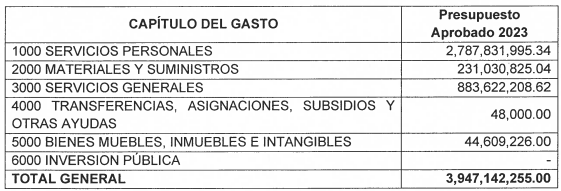 CAPÍTULO DEL GASTO
Presupuesto
Aprobado 2023
1000 SERVICIOS PERSONALES 2,787,831,995.34
2000 MATERIALES Y SUMINISTROS 231,030,825.04
3000 SERVICIOS GENERALES 883,622,208.62
4000 TRANSFERENCIAS, ASIGNACIONES, SUBSIDIOS Y
OTRAS AYUDAS 48,000.00
5000 BIENES MUEBLES, INMUEBLES E INTANGIBLES 44,609,226.00
6000 INVERSION PÚBLICA -
TOTAL GENERAL 3,947,142,255.00